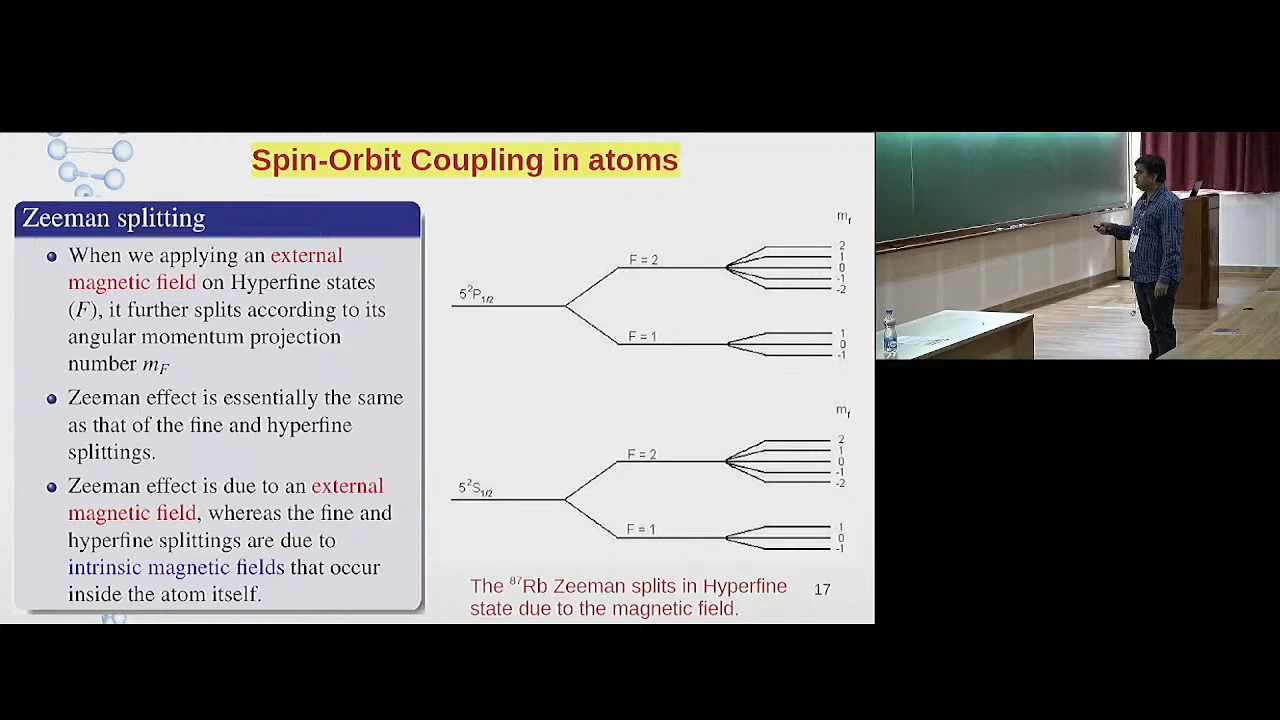 Spin-Orbit Coupling in atoms
Zeeman splitting
When we applying an external
magnetic field on Hyperfine states
(F), it further splits according to its
angular momentum projection
number mF
Zeeman effect is essentially the same
as that of the fine and hyperfine
splittings.
Zeeman effect is due to an external
magnetic field, whereas the fine and
hyperfine splittings are due to
intrinsic magnetic fields that occur
inside the atom itself.
mf
5²P1/2
F = 2
2
1
0
-1
-2
F = 1
1
0
-1
mf
5²S1/2
F = 2
2
1
0
-1
-2
F = 1
1
0
-1
The ⁸⁷Rb Zeeman splits in Hyperfine
state due to the magnetic field.
17